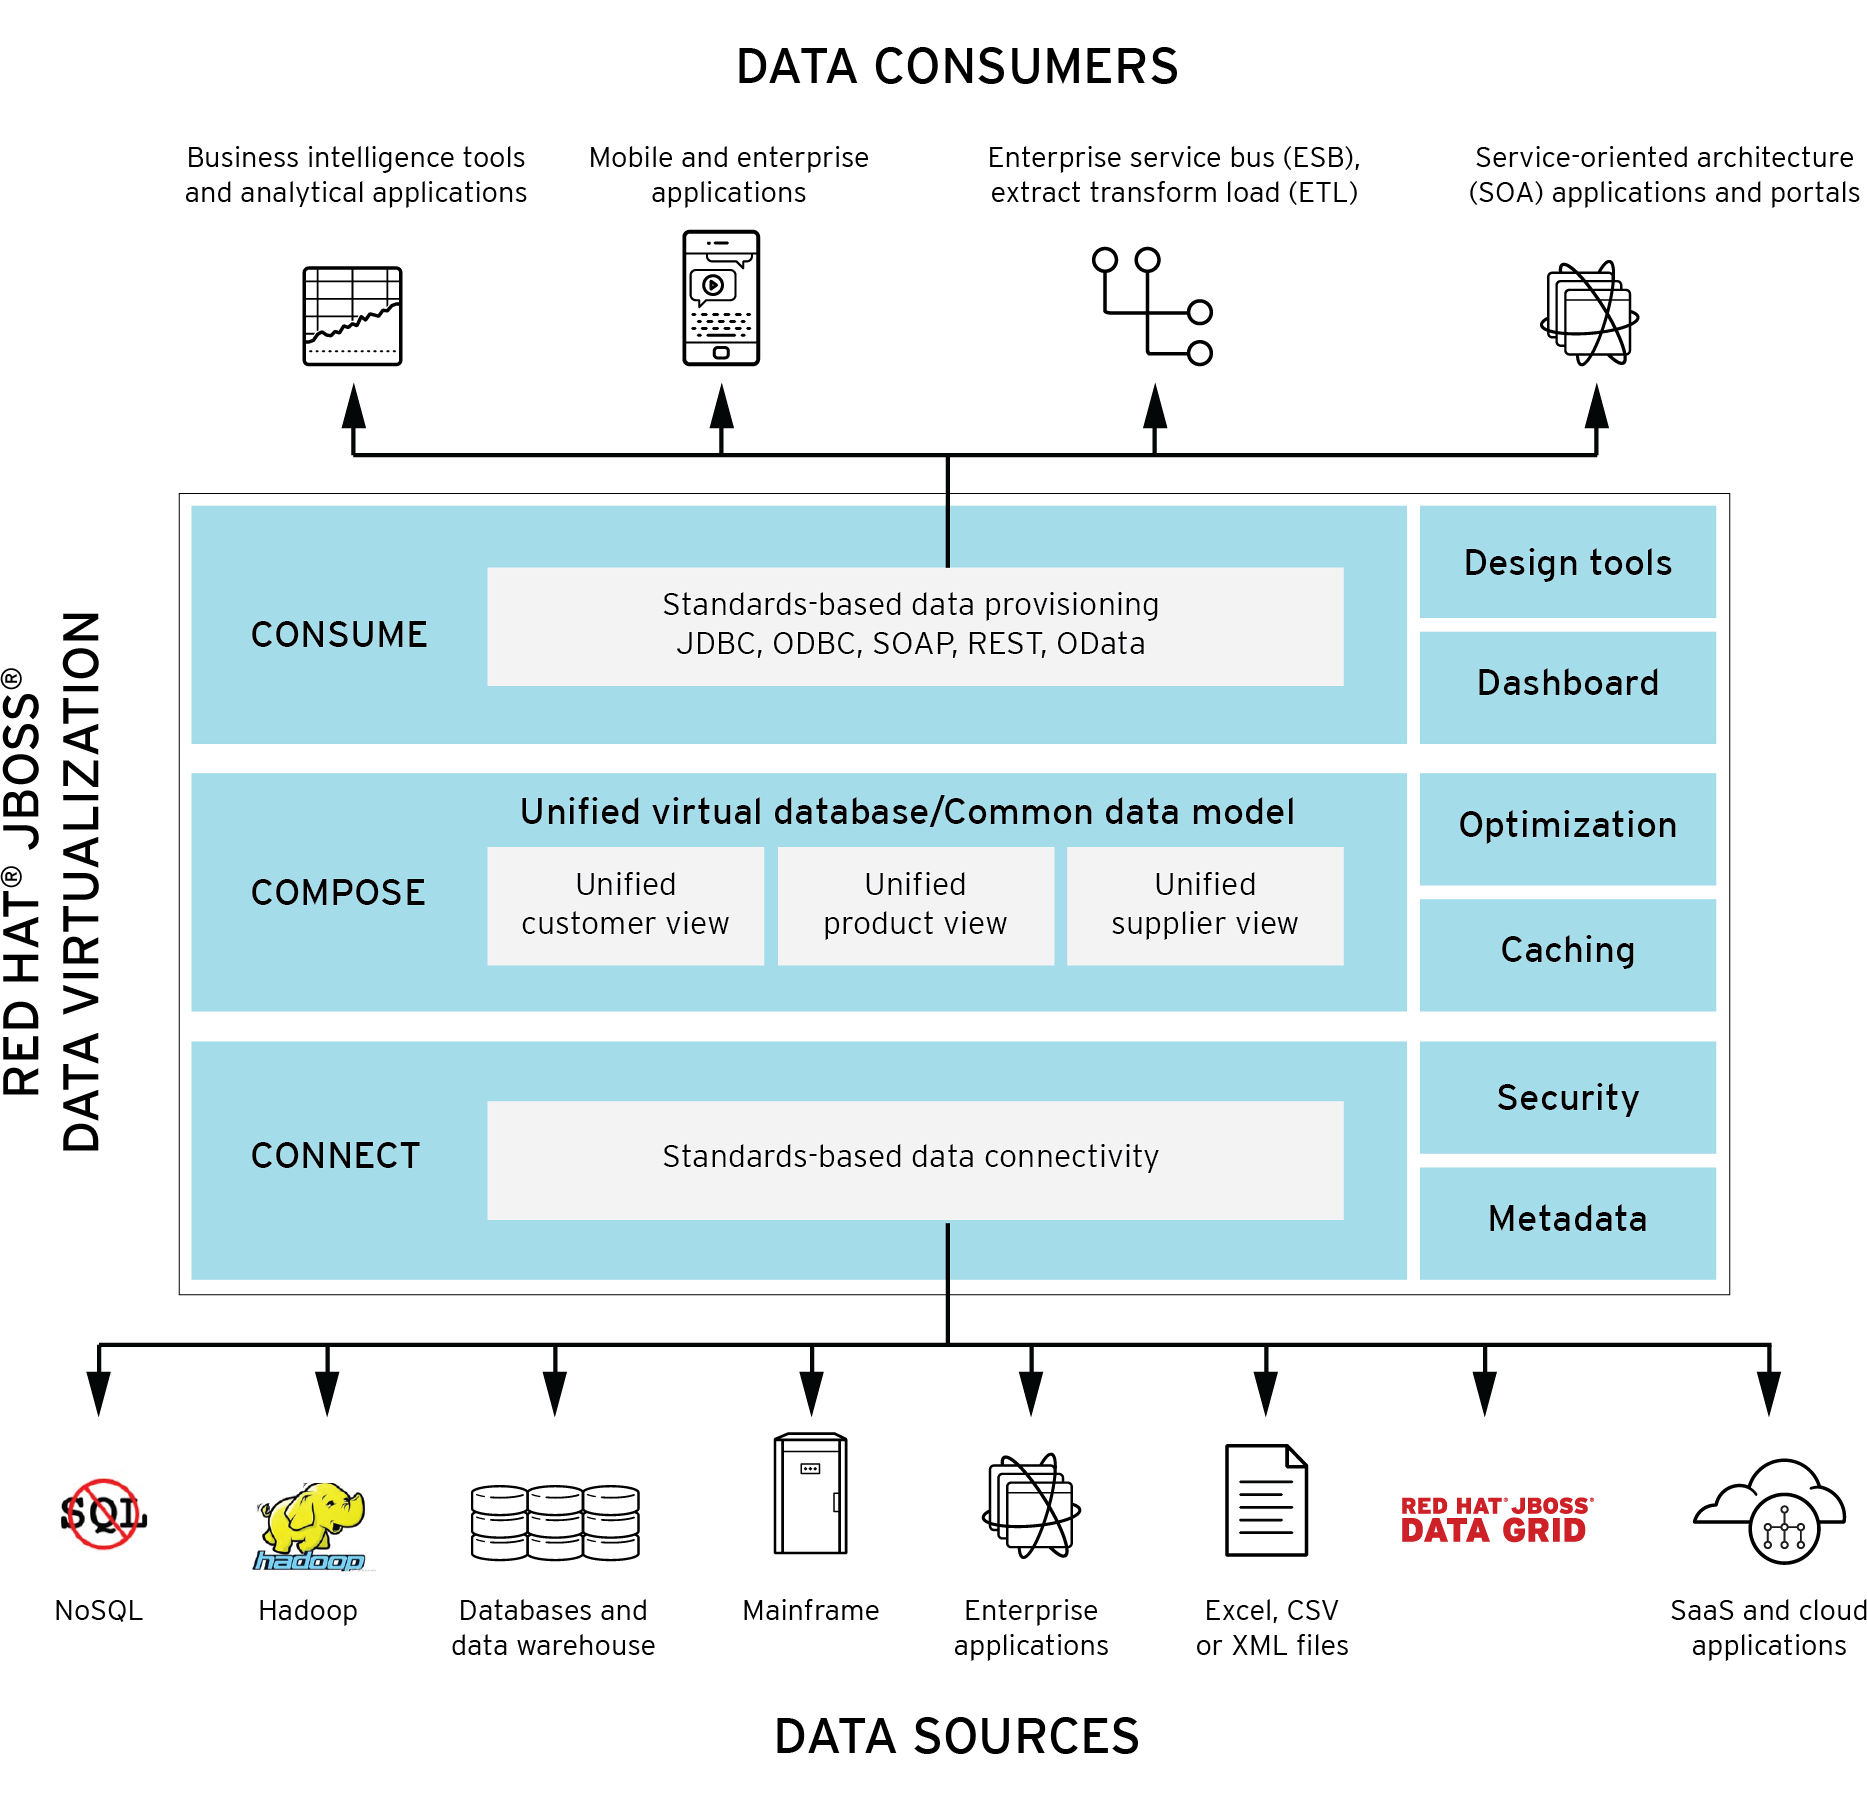 DATA CONSUMERS
Business intelligence tools
and analytical applications
Mobile and enterprise
applications
Enterprise service bus (ESB),
extract transform load (ETL)
Service-oriented architecture
(SOA) applications and portals
RED HAT® JBOSS®
DATA VIRTUALIZATION
CONSUME
Standards-based data provisioning
JDBC, ODBC, SOAP, REST, OData
Design tools
Dashboard
COMPOSE
Unified virtual database/Common data model
Unified
customer view
Unified
product view
Unified
supplier view
Optimization
Caching
CONNECT
Standards-based data connectivity
Security
Metadata
SQL
hadoop
RED HAT® JBOSS®
DATA GRID
NoSQL
Hadoop
Databases and
data warehouse
Mainframe
Enterprise
applications
Excel, CSV
or XML files
SaaS and cloud
applications
DATA SOURCES